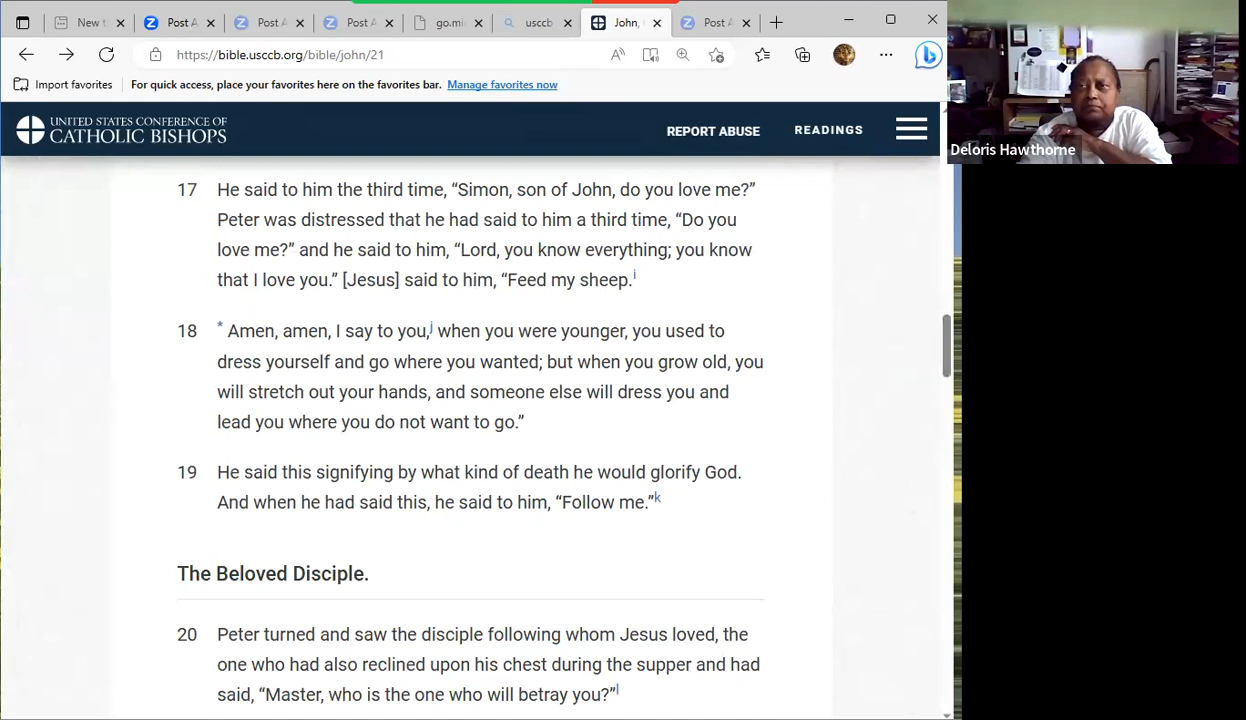 New t
Post A
Post A
Post A
go.mi
usccb
John,
Post A
https://bible.usccb.org/bible/john/21
Import favorites
For quick access, place your favorites here on the favorites bar. Manage favorites now
UNITED STATES CONFERENCE OF
CATHOLIC BISHOPS
REPORT ABUSE
READINGS
Deloris Hawthorne
17 He said to him the third time, “Simon, son of John, do you love me?”
Peter was distressed that he had said to him a third time, “Do you
love me?” and he said to him, “Lord, you know everything; you know
that I love you.” [Jesus] said to him, “Feed my sheep.i
18 * Amen, amen, I say to you,j when you were younger, you used to
dress yourself and go where you wanted; but when you grow old, you
will stretch out your hands, and someone else will dress you and
lead you where you do not want to go.”
19 He said this signifying by what kind of death he would glorify God.
And when he had said this, he said to him, “Follow me.”k
The Beloved Disciple.
20 Peter turned and saw the disciple following whom Jesus loved, the
one who had also reclined upon his chest during the supper and had
said, “Master, who is the one who will betray you?”l